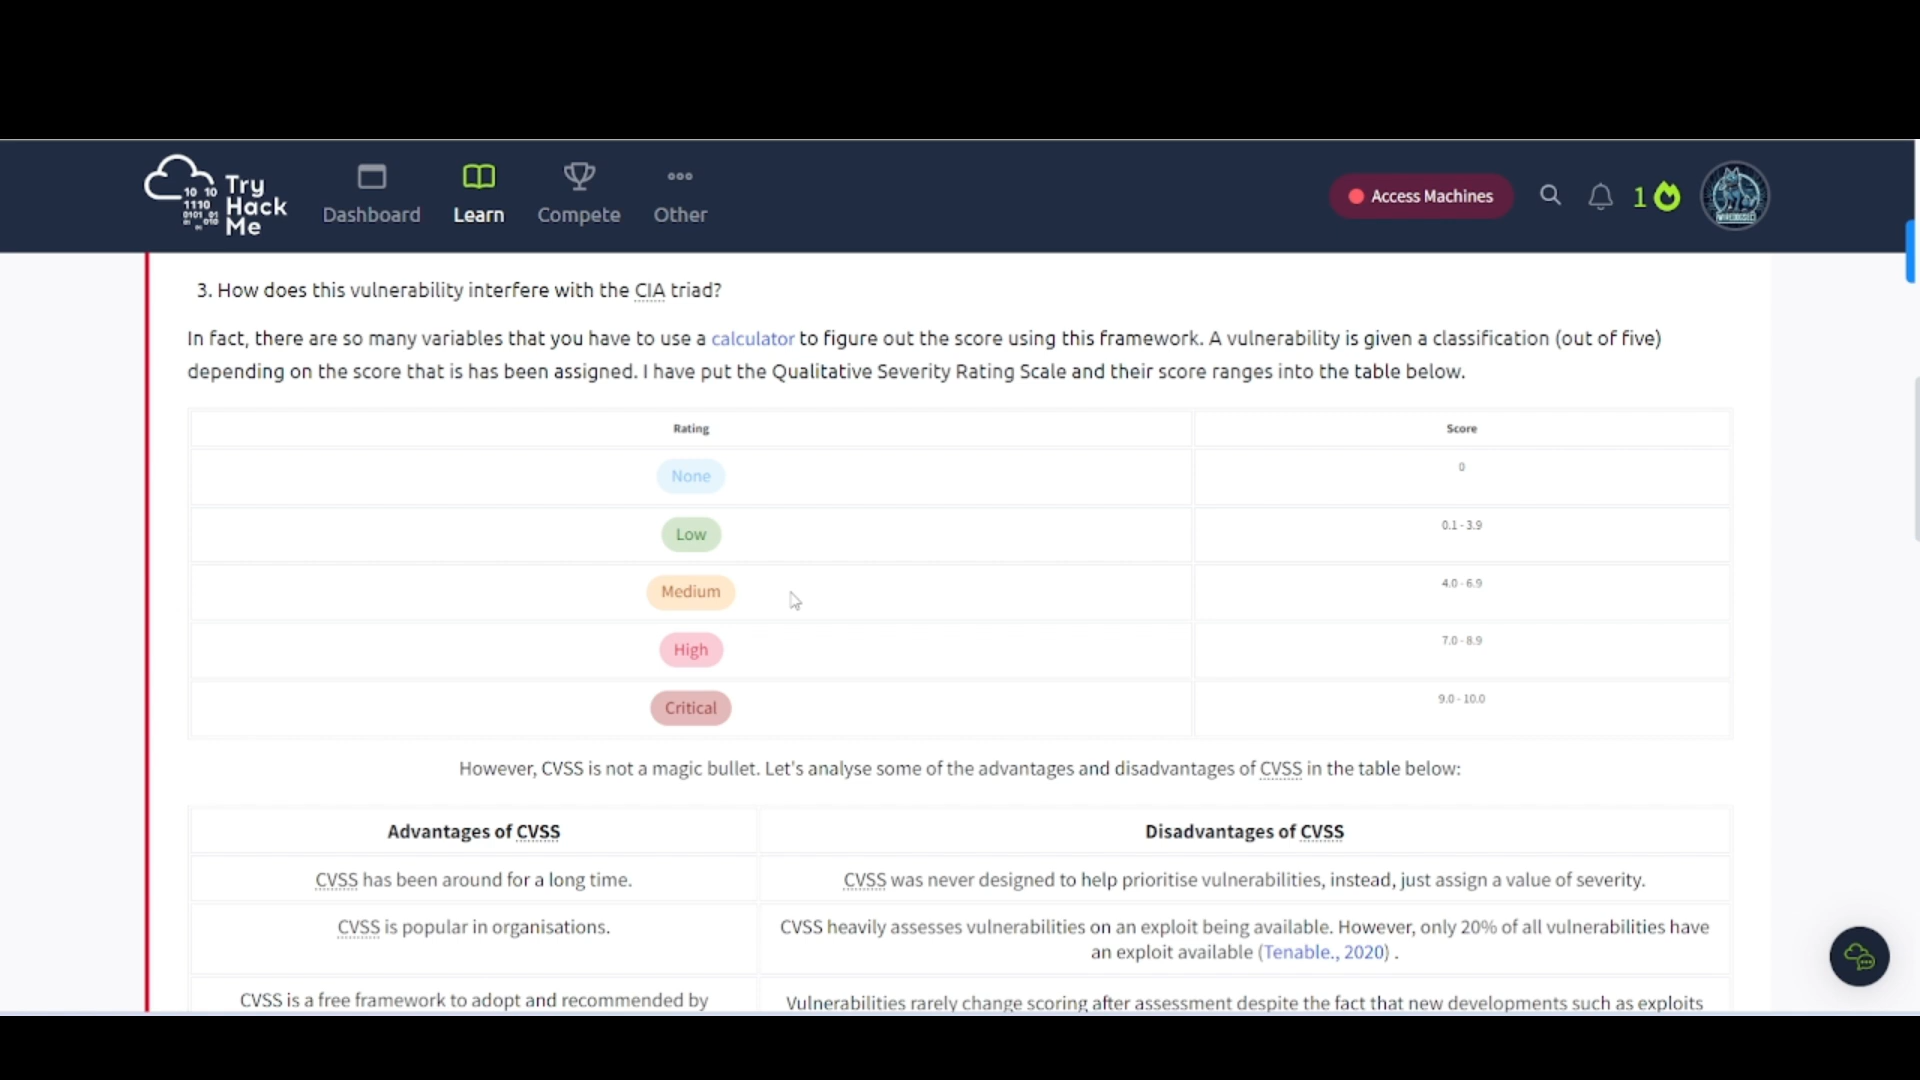 Try
Hack
Me
10 10
1110
0101 01
01 010
01
Dashboard
Learn
Compete
Other
Access Machines
1
3. How does this vulnerability interfere with the CIA triad?
In fact, there are so many variables that you have to use a calculator to figure out the score using this framework. A vulnerability is given a classification (out of five)
depending on the score that is has been assigned. I have put the Qualitative Severity Rating Scale and their score ranges into the table below.
Rating Score
None 0
Low 0.1 - 3.9
Medium 4.0 - 6.9
High 7.0 - 8.9
Critical 9.0 - 10.0
However, CVSS is not a magic bullet. Let's analyse some of the advantages and disadvantages of CVSS in the table below:
Advantages of CVSS Disadvantages of CVSS
CVSS has been around for a long time. CVSS was never designed to help prioritise vulnerabilities, instead, just assign a value of severity.
CVSS is popular in organisations. CVSS heavily assesses vulnerabilities on an exploit being available. However, only 20% of all vulnerabilities have
an exploit available (Tenable., 2020) .
CVSS is a free framework to adopt and recommended by Vulnerabilities rarely change scoring after assessment despite the fact that new developments such as exploits